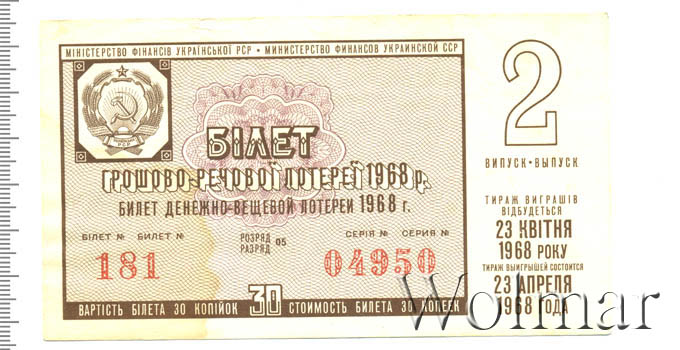 МІНІСТЕРСТВО ФІНАНСІВ УКРАЇНСЬКОЇ РСР • МИНИСТЕРСТВО ФИНАНСОВ УКРАИНСКОЙ ССР
РСР
БІЛЕТ
ГРОШОВО-РЕЧОВОЇ ЛОТЕРЕЇ 1968 р.
БИЛЕТ ДЕНЕЖНО-ВЕЩЕВОЙ ЛОТЕРЕИ 1968 г.
БІЛЕТ № БИЛЕТ № РОЗРЯД РАЗРЯД 05 СЕРІЯ № СЕРИЯ №
181 04950
ВАРТІСТЬ БІЛЕТА 30 КОПІЙОК 30 СТОИМОСТЬ БИЛЕТА 30 КОПЕЕК
2
ВИПУСК • ВЫПУСК
ТИРАЖ ВИГРАШІВ
ВІДБУДЕТЬСЯ
23 КВІТНЯ
1968 РОКУ
ТИРАЖ ВЫИГРЫШЕЙ СОСТОИТСЯ
23 АПРЕЛЯ
1968 ГОДА
Wolmar